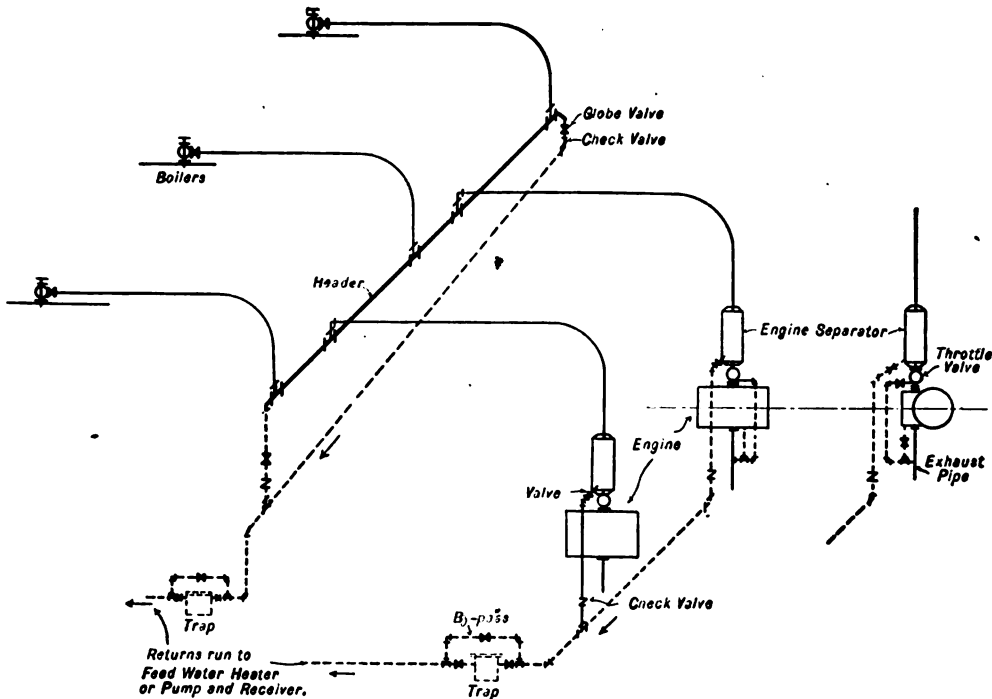 Globe Valve
Check Valve
Boilers
Header
Engine Separator
Throttle
Valve
Engine
Valve
Exhaust
Pipe
Check Valve
By-pass
Trap
Returns run to
Feed Water Heater
or Pump and Receiver.
Trap